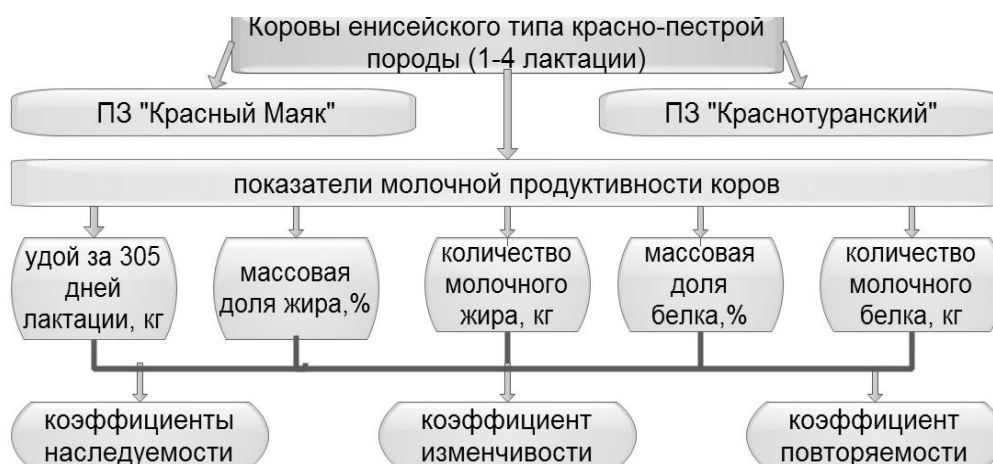 Коровы енисейского типа красно-пестрой
породы (1-4 лактации)
ПЗ "Красный Маяк"
ПЗ "Краснотуранский"
показатели молочной продуктивности коров
удой за 305
дней
лактации, кг
массовая
доля жира,%
количество
молочного
жира, кг
массовая
доля
белка,%
количество
молочного
белка, кг
коэффициенты
наследуемости
коэффициент
изменчивости
коэффициент
повторяемости